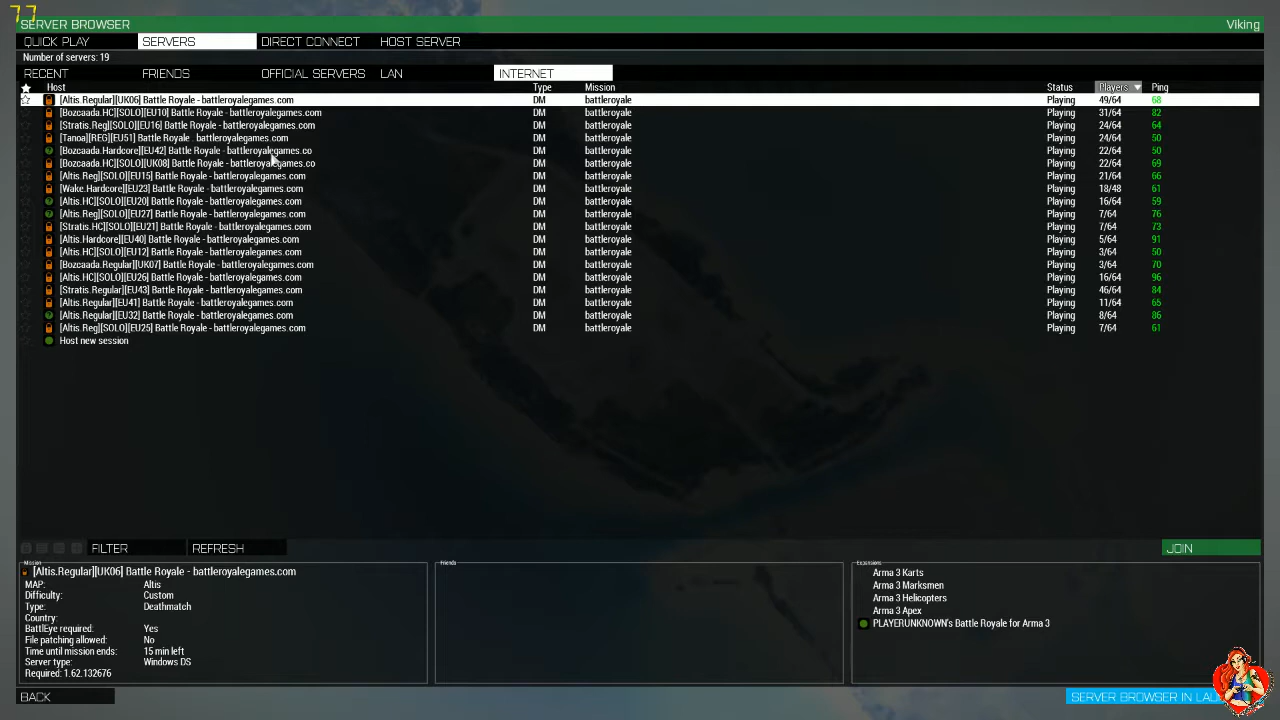 77
SERVER BROWSER Viking
QUICK PLAY SERVERS DIRECT CONNECT HOST SERVER
Number of servers: 19
RECENT FRIENDS OFFICIAL SERVERS LAN INTERNET
Host Type Mission Status Players Ping
[Altis.Regular][UK06] Battle Royale - battleroyalegames.com DM battleroyale Playing 49/64 68
[Bozcaada.HC][SOLO][EU10] Battle Royale - battleroyalegames.com DM battleroyale Playing 31/64 82
[Stratis.Reg][SOLO][EU16] Battle Royale - battleroyalegames.com DM battleroyale Playing 24/64 64
[Tanoa][REG][EU51] Battle Royale . battleroyalegames.com DM battleroyale Playing 24/64 50
[Bozcaada.Hardcore][EU42] Battle Royale - battleroyalegames.co DM battleroyale Playing 22/64 50
[Bozcaada.HC][SOLO][UK08] Battle Royale - battleroyalegames.co DM battleroyale Playing 22/64 69
[Altis.Reg][SOLO][EU15] Battle Royale - battleroyalegames.com DM battleroyale Playing 21/64 66
[Wake.Hardcore][EU23] Battle Royale - battleroyalegames.com DM battleroyale Playing 18/48 61
[Altis.HC][SOLO][EU20] Battle Royale - battleroyalegames.com DM battleroyale Playing 16/64 59
[Altis.Reg][SOLO][EU27] Battle Royale - battleroyalegames.com DM battleroyale Playing 7/64 76
[Stratis.HC][SOLO][EU21] Battle Royale - battleroyalegames.com DM battleroyale Playing 7/64 73
[Altis.Hardcore][EU40] Battle Royale - battleroyalegames.com DM battleroyale Playing 5/64 91
[Altis.HC][SOLO][EU12] Battle Royale - battleroyalegames.com DM battleroyale Playing 3/64 50
[Bozcaada.Regular][UK07] Battle Royale - battleroyalegames.com DM battleroyale Playing 3/64 70
[Altis.HC][SOLO][EU26] Battle Royale - battleroyalegames.com DM battleroyale Playing 16/64 96
[Stratis.Regular][EU43] Battle Royale - battleroyalegames.com DM battleroyale Playing 46/64 84
[Altis.Regular][EU41] Battle Royale - battleroyalegames.com DM battleroyale Playing 11/64 65
[Altis.Regular][EU32] Battle Royale - battleroyalegames.com DM battleroyale Playing 8/64 86
[Altis.Reg][SOLO][EU25] Battle Royale - battleroyalegames.com DM battleroyale Playing 7/64 61
Host new session
FILTER REFRESH JOIN
Mission Friends Expansions
[Altis.Regular][UK06] Battle Royale - battleroyalegames.com
MAP: Altis
Difficulty: Custom
Type: Deathmatch
Country:
BattlEye required: Yes
File patching allowed: No
Time until mission ends: 15 min left
Server type: Windows DS
Required: 1.62.132676
Arma 3 Karts
Arma 3 Marksmen
Arma 3 Helicopters
Arma 3 Apex
PLAYERUNKNOWN's Battle Royale for Arma 3
BACK SERVER BROWSER IN